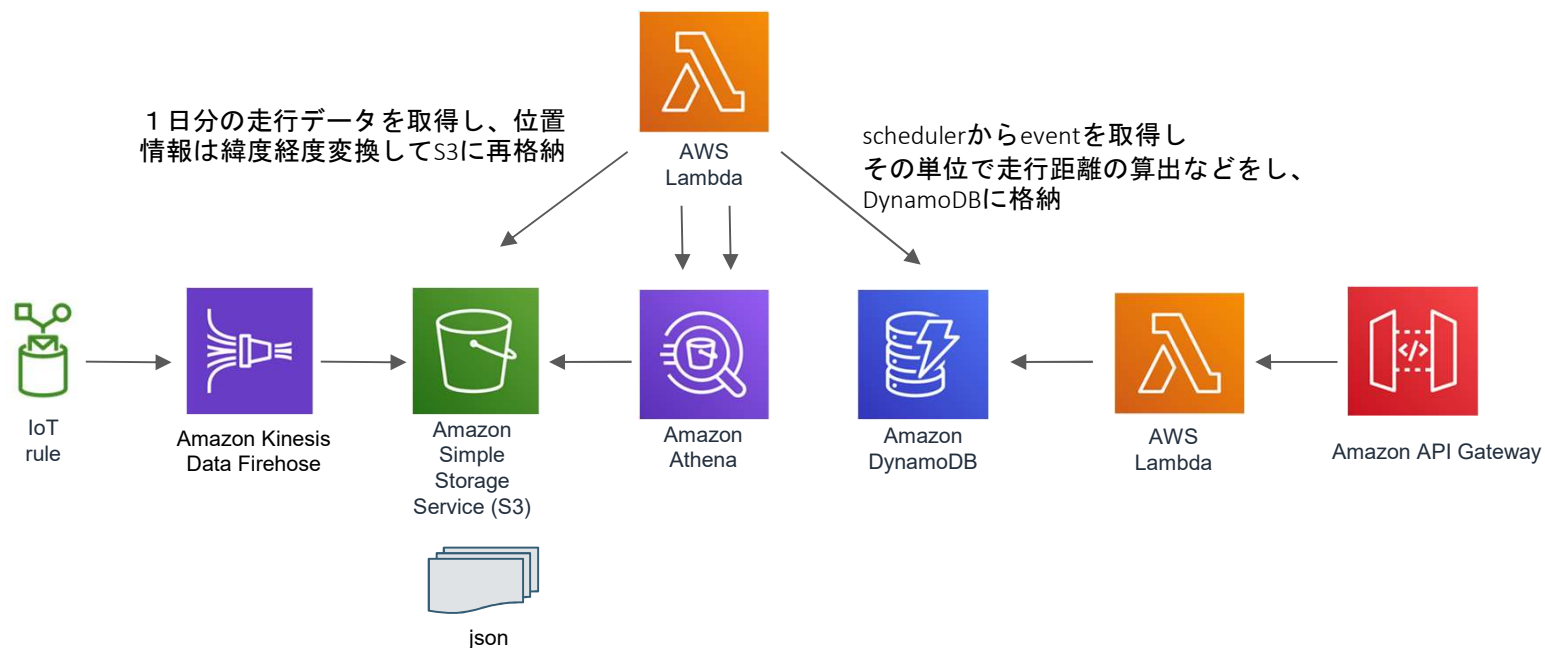 １日分の走行データを取得し、位置
情報は緯度経度変換してS3に再格納
AWS
Lambda
schedulerからeventを取得し
その単位で走行距離の算出などをし、
DynamoDBに格納
IoT
rule
Amazon Kinesis
Data Firehose
Amazon
Simple
Storage
Service (S3)
json
Amazon
Athena
Amazon
DynamoDB
AWS
Lambda
</>
Amazon API Gateway